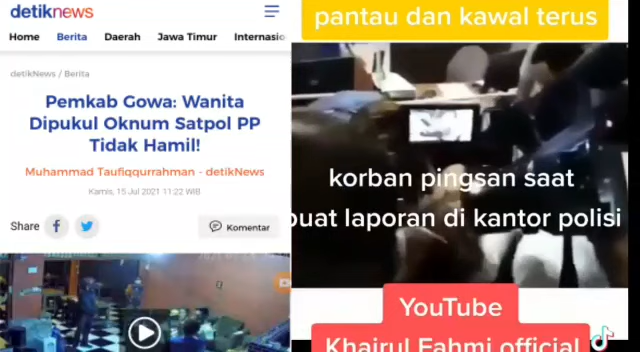 detiknews
Home Berita Daerah Jawa Timur Internasio
detikNews / Berita
Pemkab Gowa: Wanita
Dipukul Oknum Satpol PP
Tidak Hamil!
Muhammad Taufiqqurrahman - detikNews
Kamis, 15 Jul 2021 11:22 WIB
Share
Komentar
pantau dan kawal terus
korban pingsan saat
buat laporan di kantor polisi
YouTube
Khairul Fahmi official